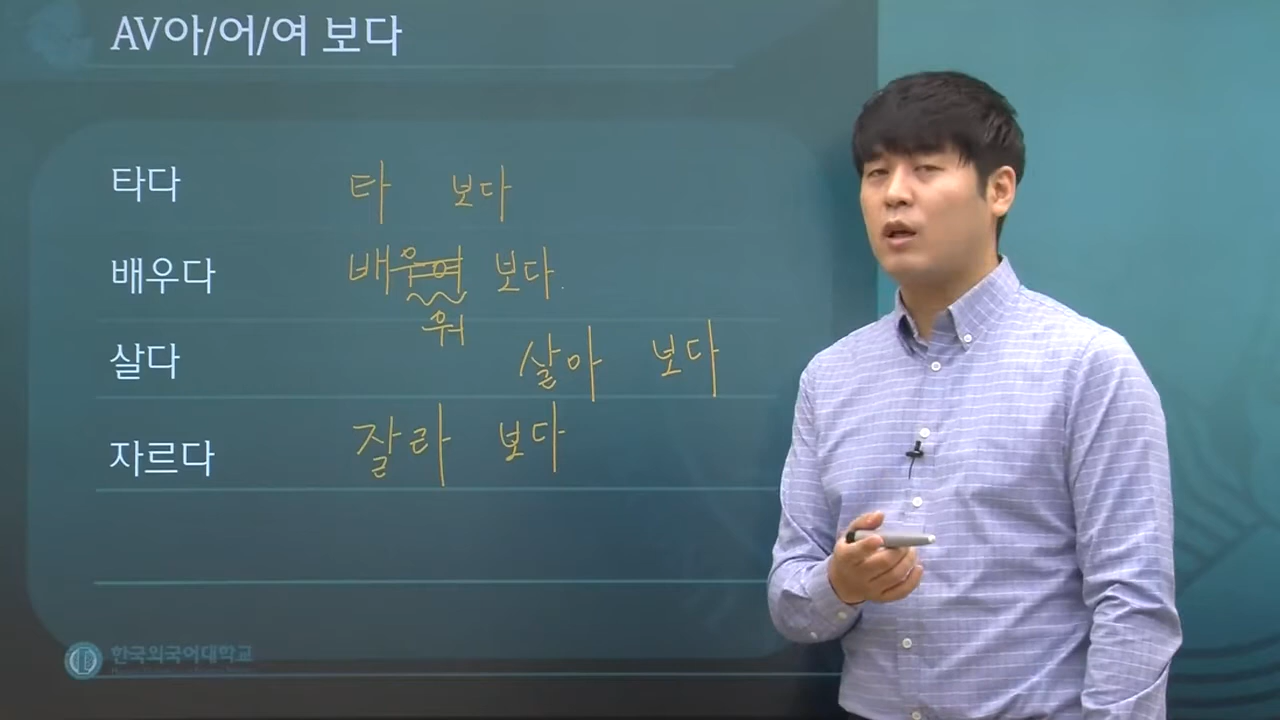 AV아/어/여 보다
타다 타 보다
배우다 배우어 보다.
워
살다 살아 보다
자르다 잘라 보다
한국외국어대학교